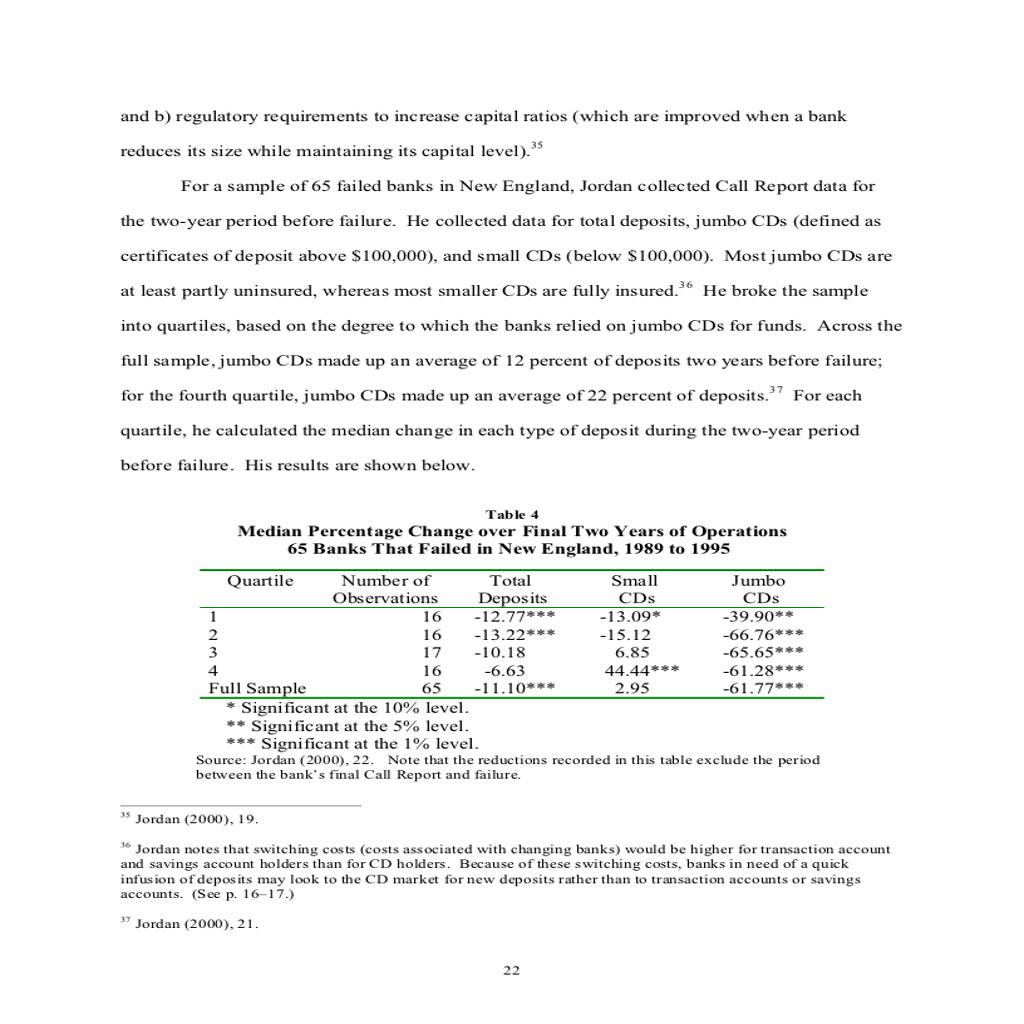 and b) regulatory requirements to increase capital ratios (which are improved when a bank
reduces its size while maintaining its capital level).35
For a sample of 65 failed banks in New England, Jordan collected Call Report data for
the two-year period before failure. He collected data for total deposits, jumbo CDs (defined as
certificates of deposit above $100,000), and small CDs (below $100,000). Most jumbo CDs are
at least partly uninsured, whereas most smaller CDs are fully insured.36 He broke the sample
into quartiles, based on the degree to which the banks relied on jumbo CDs for funds. Across the
full sample, jumbo CDs made up an average of 12 percent of deposits two years before failure;
for the fourth quartile, jumbo CDs made up an average of 22 percent of deposits.37 For each
quartile, he calculated the median change in each type of deposit during the two-year period
before failure. His results are shown below.
Table 4
Median Percentage Change over Final Two Years of Operations
65 Banks That Failed in New England, 1989 to 1995
Quartile Number of Total Small Jumbo
Observations Deposits CDs CDs
1 16 -12.77*** -13.09* -39.90**
2 16 -13.22*** -15.12 -66.76***
3 17 -10.18 6.85 -65.65***
4 16 -6.63 44.44*** -61.28***
Full Sample 65 -11.10*** 2.95 -61.77***
* Significant at the 10% level.
** Significant at the 5% level.
*** Significant at the 1% level.
Source: Jordan (2000), 22. Note that the reductions recorded in this table exclude the period
between the bank's final Call Report and failure.
35 Jordan (2000), 19.
36 Jordan notes that switching costs (costs associated with changing banks) would be higher for transaction account
and savings account holders than for CD holders. Because of these switching costs, banks in need of a quick
infusion of deposits may look to the CD market for new deposits rather than to transaction accounts or savings
accounts. (See p. 16–17.)
37 Jordan (2000), 21.
22